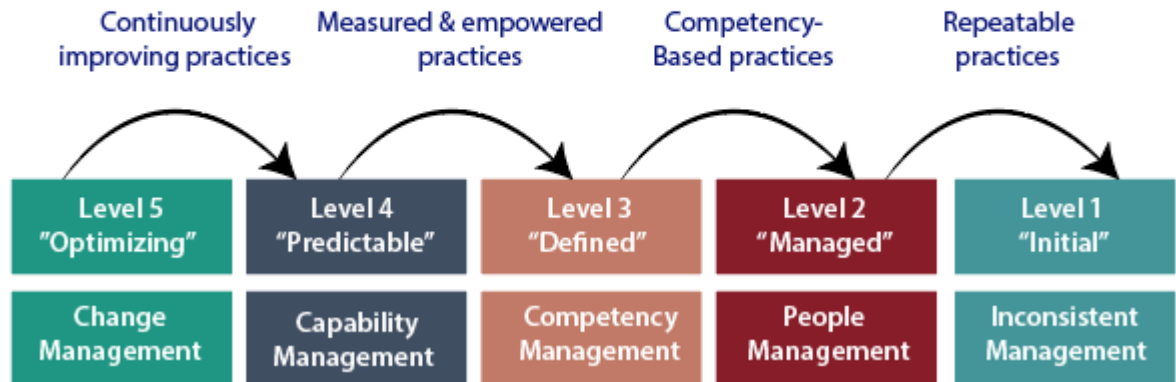 Continuously
improving practices
Measured & empowered
practices
Competency-
Based practices
Repeatable
practices
Level 5
”Optimizing”
Level 4
“Predictable”
Level 3
“Defined”
Level 2
“Managed”
Level 1
“Initial”
Change
Management
Capability
Management
Competency
Management
People
Management
Inconsistent
Management